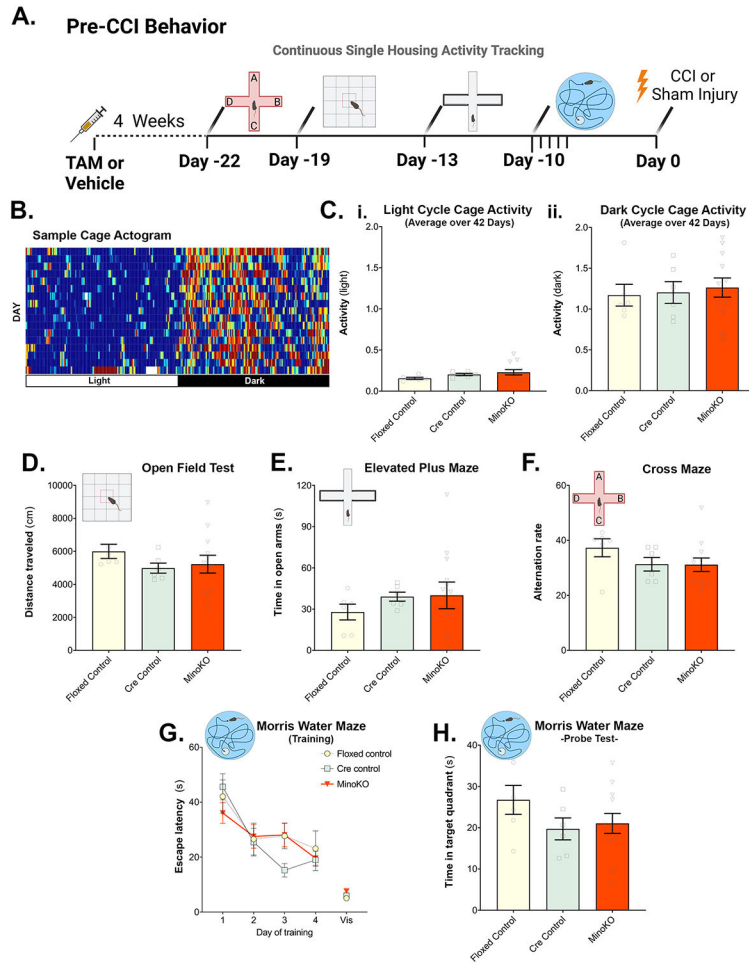 A.
Pre-CCI Behavior
Continuous Single Housing Activity Tracking
A
D B
C
CCI or
Sham Injury
4 Weeks
TAM or
Vehicle
Day -22
Day -19
Day -13
Day -10
Day 0
B.
Sample Cage Actogram
DAY
Light
Dark
C.
i.
Light Cycle Cage Activity
(Average over 42 Days)
2.0
1.5
1.0
0.5
0.0
Activity (light)
Floxed Control
Cre Control
MinoKO
ii.
Dark Cycle Cage Activity
(Average over 42 Days)
2.0
1.5
1.0
0.5
0.0
Activity (dark)
Floxed Control
Cre Control
MinoKO
D.
Open Field Test
10000
8000
6000
4000
2000
0
Distance traveled (cm)
Floxed Control
Cre Control
MinoKO
E.
Elevated Plus Maze
120
90
60
30
0
Time in open arms (s)
Floxed Control
Cre Control
MinoKO
F.
Cross Maze
A
D B
C
60
40
20
0
Alternation rate
Floxed Control
Cre Control
MinoKO
G.
Morris Water Maze
(Training)
Floxed control
Cre control
MinoKO
60
40
20
0
Escape latency (s)
1 2 3 4 Vis
Day of training
H.
Morris Water Maze
-Probe Test-
40
30
20
10
0
Time in target quadrant (s)
Floxed Control
Cre Control
MinoKO